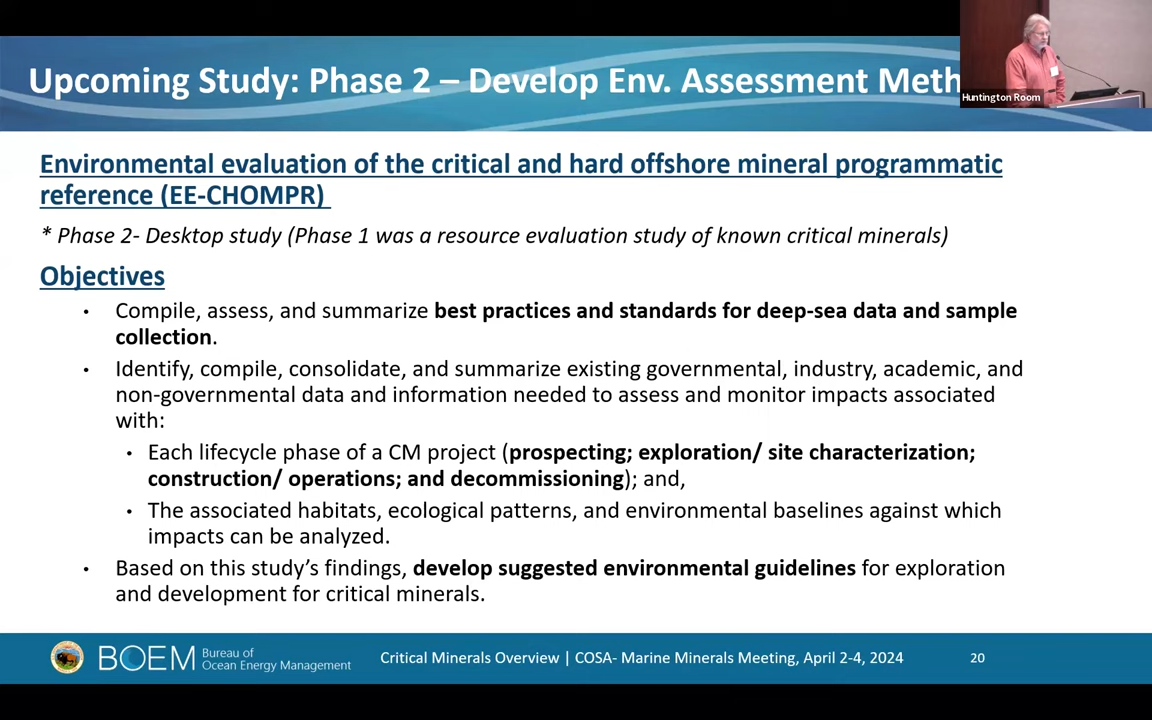 Upcoming Study: Phase 2 – Develop Env. Assessment Meth
Huntington Room
Environmental evaluation of the critical and hard offshore mineral programmatic
reference (EE-CHOMPR)
* Phase 2- Desktop study (Phase 1 was a resource evaluation study of known critical minerals)
Objectives
• Compile, assess, and summarize best practices and standards for deep-sea data and sample
collection.
• Identify, compile, consolidate, and summarize existing governmental, industry, academic, and
non-governmental data and information needed to assess and monitor impacts associated
with:
• Each lifecycle phase of a CM project (prospecting; exploration/ site characterization;
construction/ operations; and decommissioning); and,
• The associated habitats, ecological patterns, and environmental baselines against which
impacts can be analyzed.
• Based on this study's findings, develop suggested environmental guidelines for exploration
and development for critical minerals.
BOEM
Bureau of
Ocean Energy Management
Critical Minerals Overview | COSA- Marine Minerals Meeting, April 2-4, 2024
20